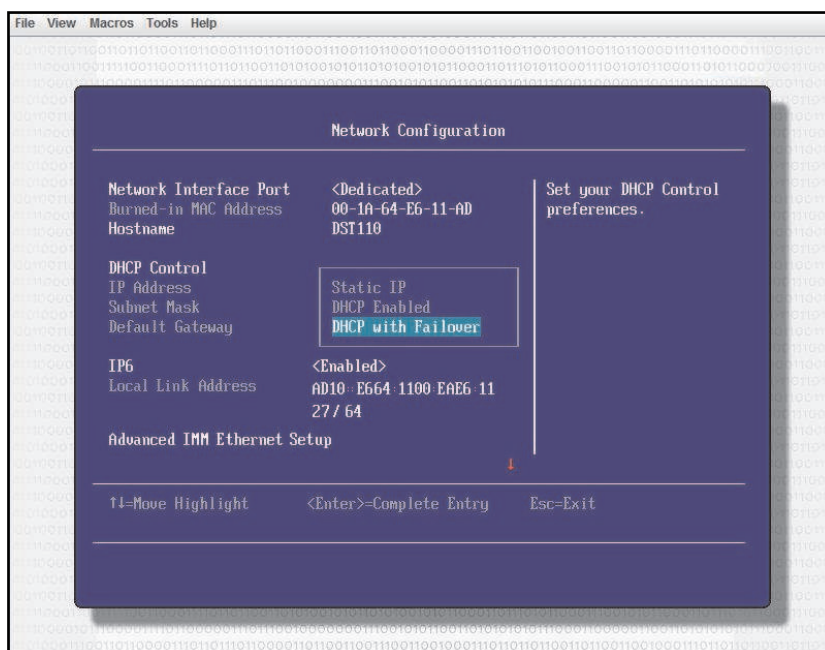 File View Macros Tools Help
Network Configuration
Network Interface Port <Dedicated>
Burned-in MAC Address 00-1A-64-E6-11-AD
Hostname DST110
Set your DHCP Control
preferences.
DHCP Control
IP Address Static IP
Subnet Mask DHCP Enabled
Default Gateway DHCP with Failover
IP6 <Enabled>
Local Link Address AD10::E664:1100:EAE6:11
27/64
Advanced IMM Ethernet Setup
↓
↑↓=Move Highlight <Enter>=Complete Entry Esc=Exit